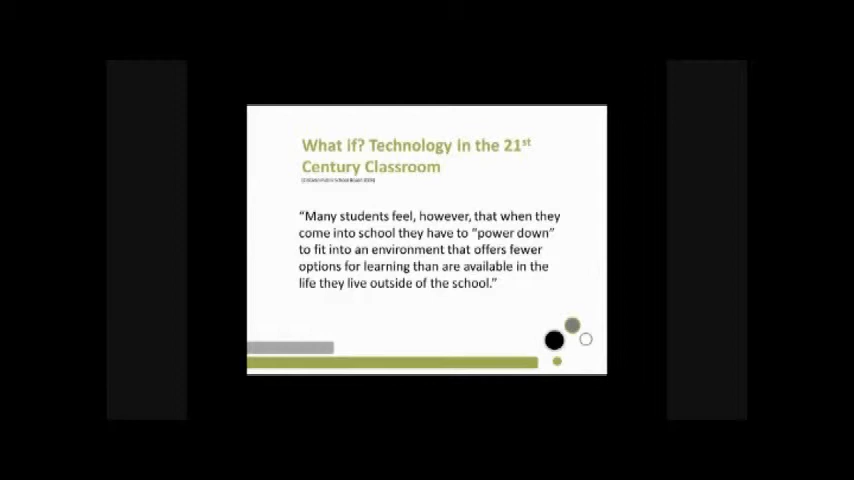 What if? Technology in the 21st
Century Classroom
“Many students feel, however, that when they
come into school they have to “power down”
to fit into an environment that offers fewer
options for learning than are available in the
life they live outside of the school.”